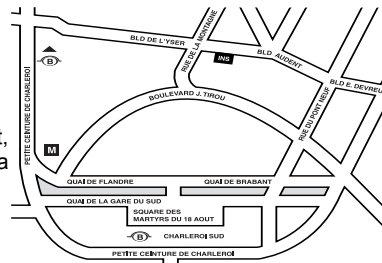 BLD DE L'YSER
RUE DE LA MONTAGNE
INS
BLD AUDENT
BLD E. DEVREU
B
PETITE CEINTURE DE CHARLEROI
BOULEVARD J. TIROU
RUE DU PONT NEUF
t,
a
M
QUAI DE FLANDRE
QUAI DE BRABANT
QUAI DE LA GARE DU SUD
SQUARE DES
MARTYRS DU 18 AOUT
B
CHARLEROI SUD
PETITE CEINTURE DE CHARLEROI